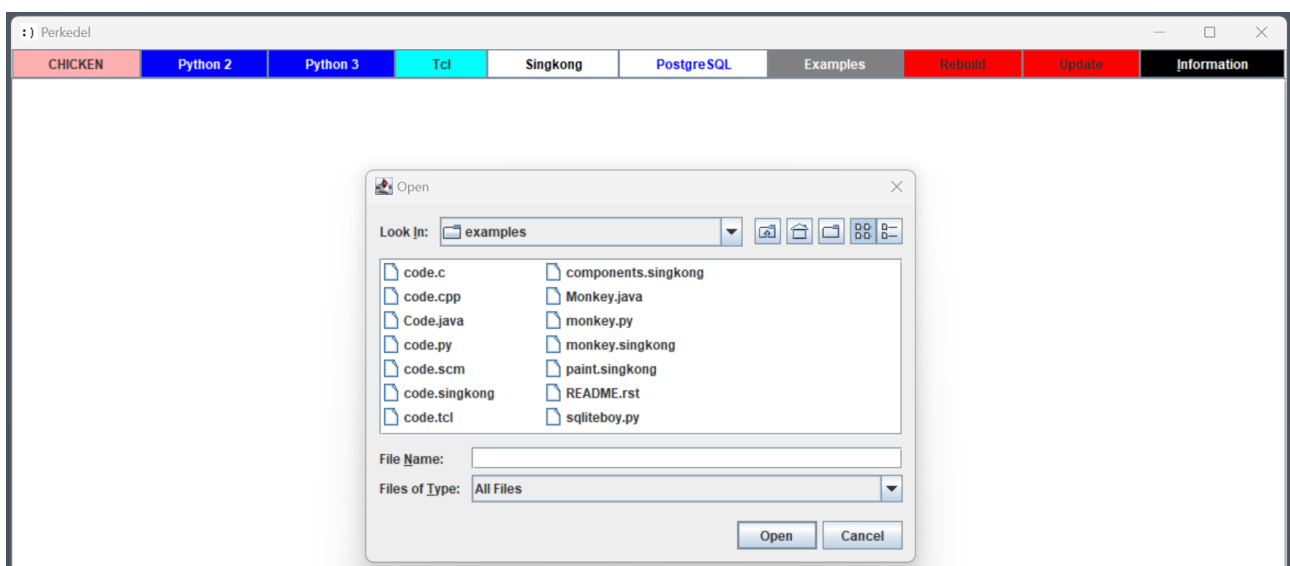 :) Perkedel
CHICKEN Python 2 Python 3 Tcl Singkong PostgreSQL Examples Rebuild Update Information
Open
Look In: examples
code.c components.singkong
code.cpp Monkey.java
Code.java monkey.py
code.py monkey.singkong
code.scm paint.singkong
code.singkong README.rst
code.tcl sqliteboy.py
File Name:
Files of Type: All Files
Open Cancel